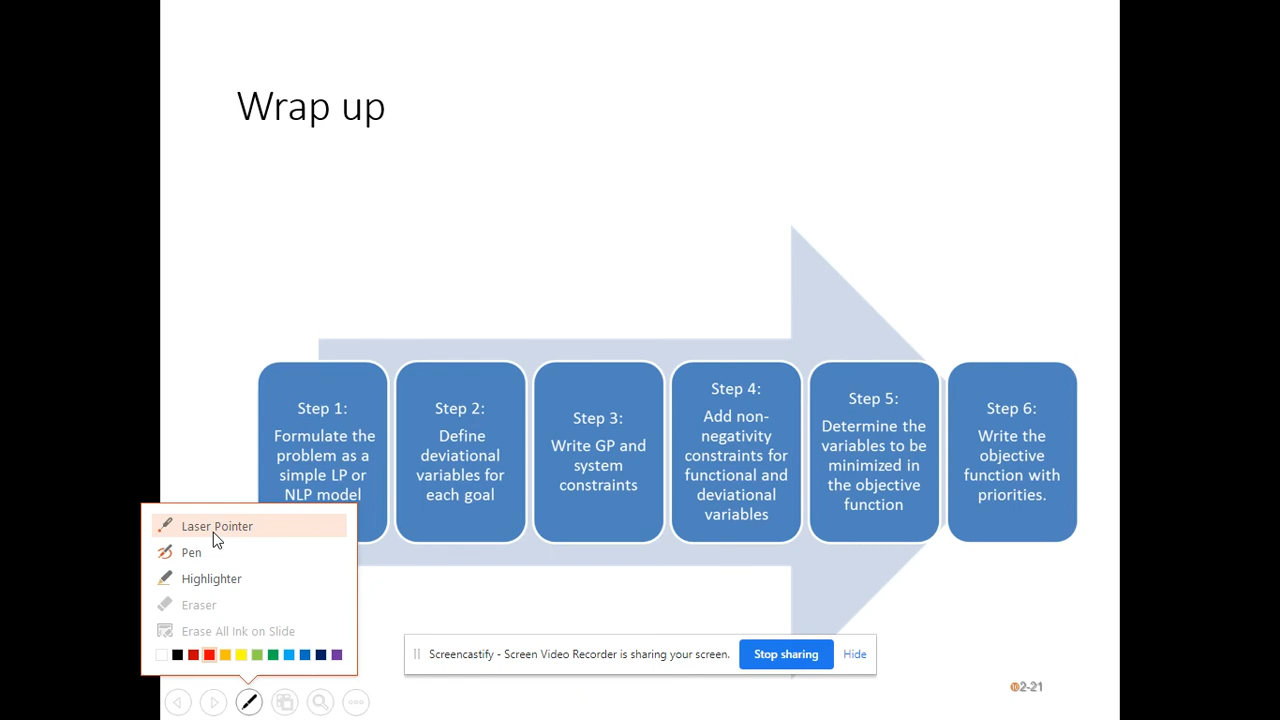 Wrap up
Step 1:
Formulate the
problem as a
simple LP or
NLP model
Step 2:
Define
deviational
variables for
each goal
Step 3:
Write GP and
system
constraints
Step 4:
Add non-
negativity
constraints for
functional and
deviational
variables
Step 5:
Determine the
variables to be
minimized in
the objective
function
Step 6:
Write the
objective
function with
priorities.
Laser Pointer
Pen
Highlighter
Eraser
Erase All Ink on Slide
Screencastify - Screen Video Recorder is sharing your screen.
Stop sharing
Hide
2-21